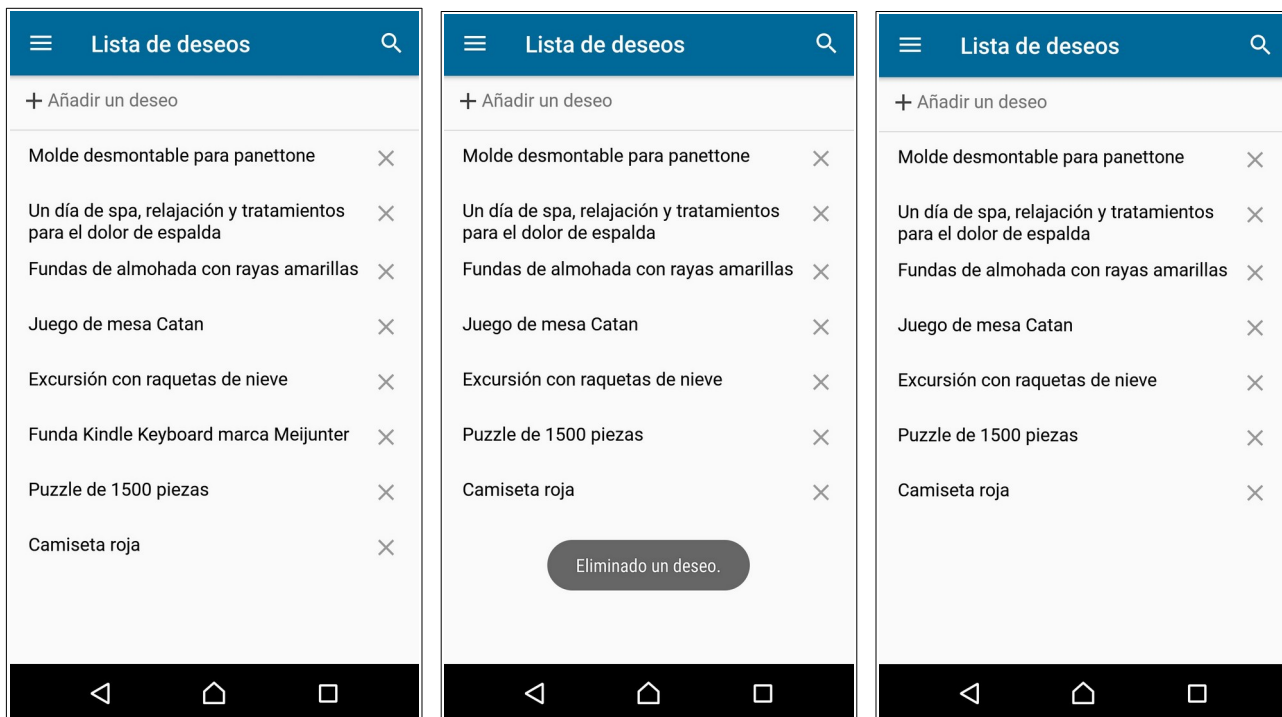 Lista de deseos
Añadir un deseo
Molde desmontable para panettone
Un día de spa, relajación y tratamientos
para el dolor de espalda
Fundas de almohada con rayas amarillas
Juego de mesa Catan
Excursión con raquetas de nieve
Funda Kindle Keyboard marca Meijunter
Puzzle de 1500 piezas
Camiseta roja
Lista de deseos
Añadir un deseo
Molde desmontable para panettone
Un día de spa, relajación y tratamientos
para el dolor de espalda
Fundas de almohada con rayas amarillas
Juego de mesa Catan
Excursión con raquetas de nieve
Puzzle de 1500 piezas
Camiseta roja
Eliminado un deseo.
Lista de deseos
Añadir un deseo
Molde desmontable para panettone
Un día de spa, relajación y tratamientos
para el dolor de espalda
Fundas de almohada con rayas amarillas
Juego de mesa Catan
Excursión con raquetas de nieve
Puzzle de 1500 piezas
Camiseta roja